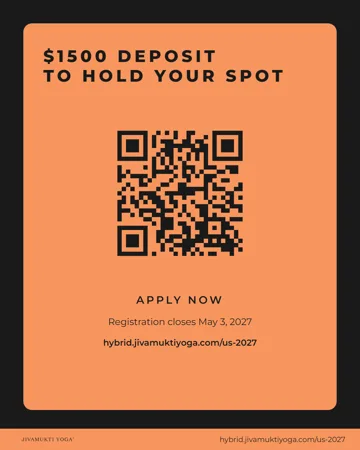 $1500 DEPOSIT
TO HOLD YOUR SPOT
APPLY NOW
Registration closes May 3, 2027
hybrid.jivamuktiyoga.com/us-2027
JIVAMUKTI YOGA®
hybrid.jivamuktiyoga.com/us-2027